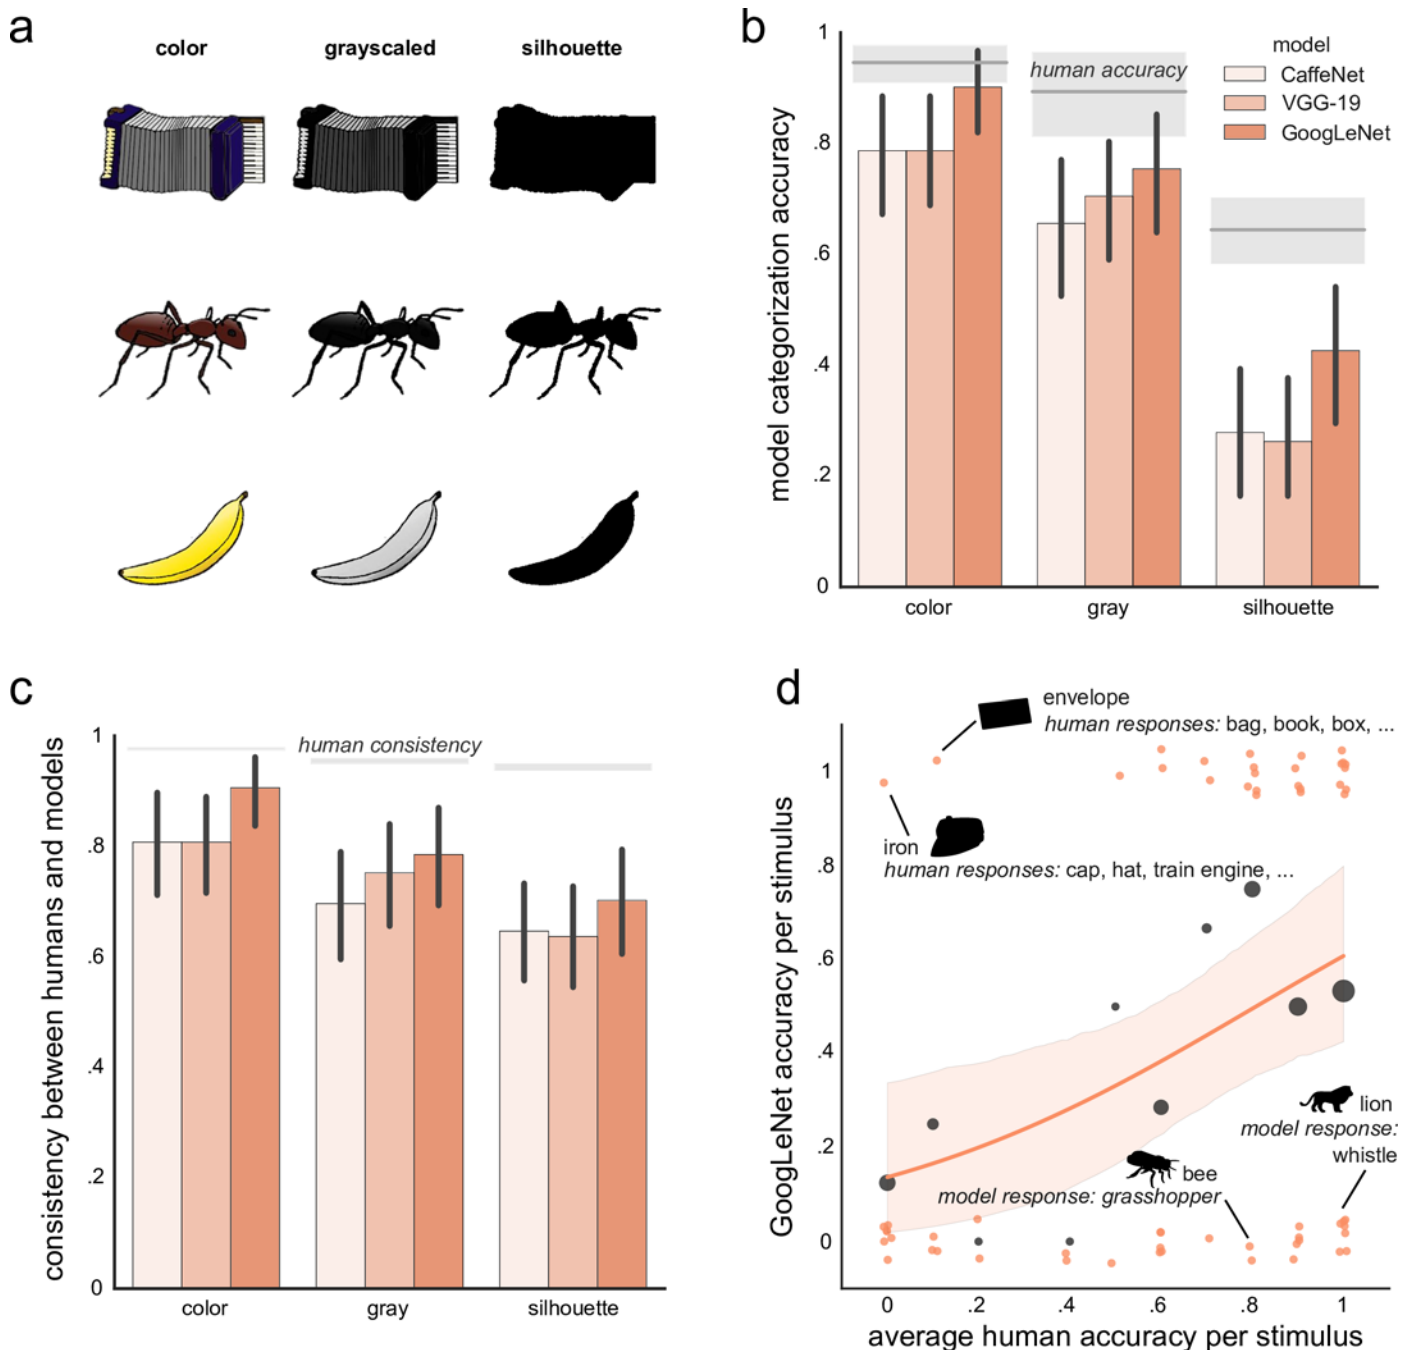 a
color grayscaled silhouette
b
model categorization accuracy
1
.8
.6
.4
.2
0
human accuracy
model
CaffeNet
VGG-19
GoogLeNet
color gray silhouette
c
consistency between humans and models
1
.8
.6
.4
.2
0
human consistency
color gray silhouette
d
GoogLeNet accuracy per stimulus
1
.8
.6
.4
.2
0
envelope
human responses: bag, book, box, ...
iron
human responses: cap, hat, train engine, ...
lion
model response:
whistle
bee
model response: grasshopper
0 .2 .4 .6 .8 1
average human accuracy per stimulus